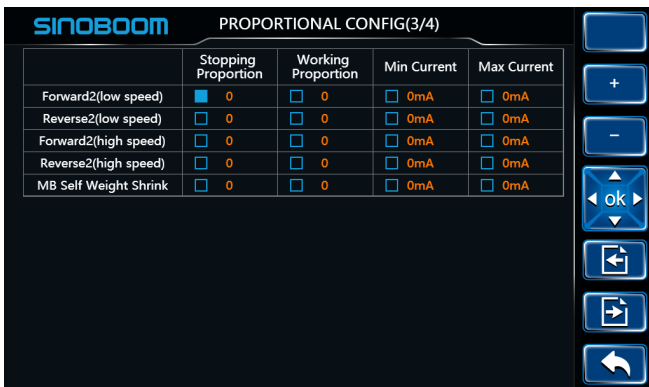 SINOBOOM PROPORTIONAL CONFIG(3/4)
Stopping Proportion Working Proportion Min Current Max Current
+
Forward2(low speed) 0 0 0mA 0mA
Reverse2(low speed) 0 0 0mA 0mA
Forward2(high speed) 0 0 0mA 0mA
−
Reverse2(high speed) 0 0 0mA 0mA
MB Self Weight Shrink 0 0 0mA 0mA
ok